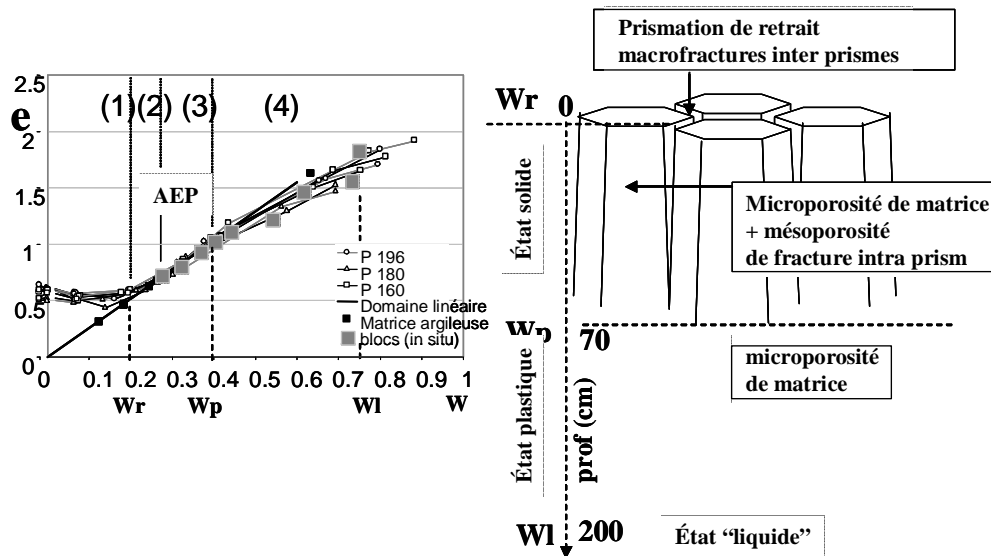 Prismation de retrait
macrofractures inter prismes
2.5
2
1.5
1
0.5
0
e
(1) (2) (3) (4)
AEP
P 196
P 180
P 160
Domaine linéaire
Matrice argileuse
blocs (in situ)
0 0.1 0.2 0.3 0.4 0.5 0.6 0.7 0.8 0.9 1
Wr Wp Wl W
Wr 0
État solide
Microporosité de matrice
+ mésoporosité
de fracture intra prism
Wp 70
microporosité
de matrice
État plastique
prof (cm)
Wl 200
État “liquide”